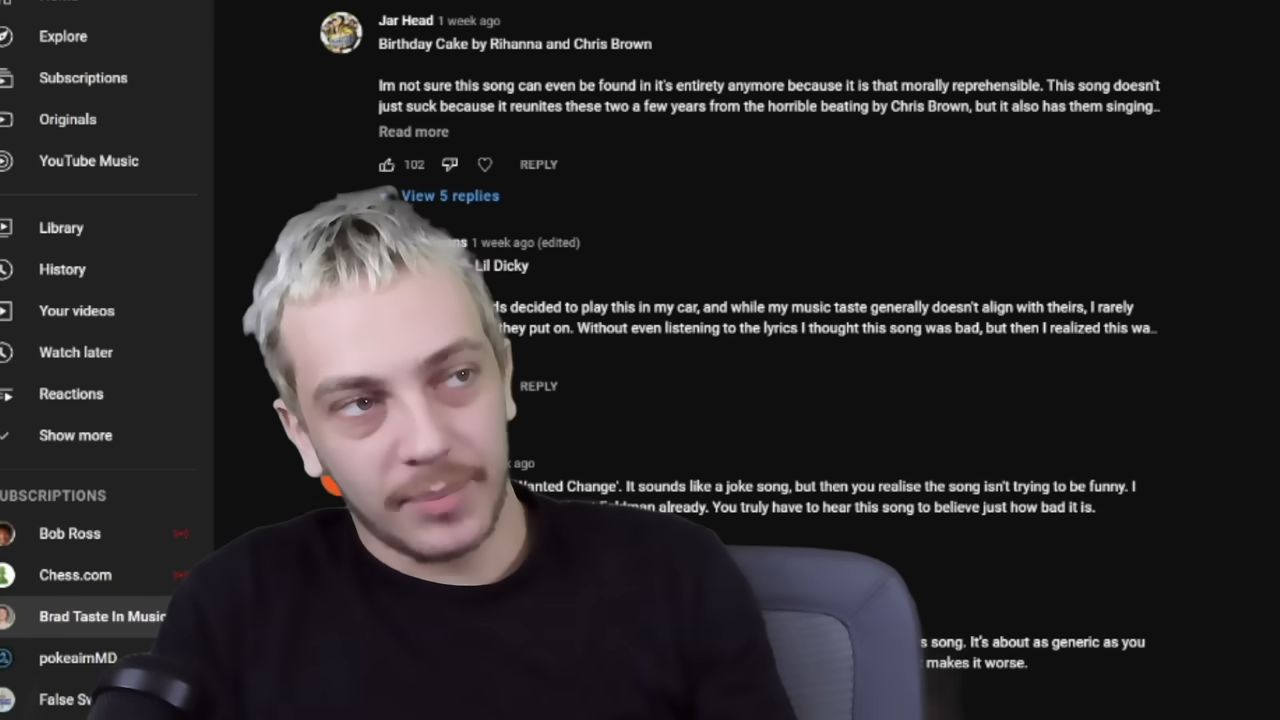 Explore
Subscriptions
Originals
YouTube Music
Library
History
Your videos
Watch later
Reactions
Show more
SUBSCRIPTIONS
Bob Ross
Chess.com
Brad Taste In Music
pokeaimMD
False
Jar Head 1 week ago
Birthday Cake by Rihanna and Chris Brown
Im not sure this song can even be found in it's entirety anymore because it is that morally reprehensible. This song doesn't
just suck because it reunites these two a few years from the horrible beating by Chris Brown, but it also has them singing..
Read more
102 REPLY
View 5 replies
1 week ago (edited)
Lil Dicky
decided to play this in my car, and while my music taste generally doesn't align with theirs, I rarely
they put on. Without even listening to the lyrics I thought this song was bad, but then I realized this wa..
REPLY
ago
Wanted Change'. It sounds like a joke song, but then you realise the song isn't trying to be funny. I
already. You truly have to hear this song to believe just how bad it is.
song. It's about as generic as you
makes it worse.